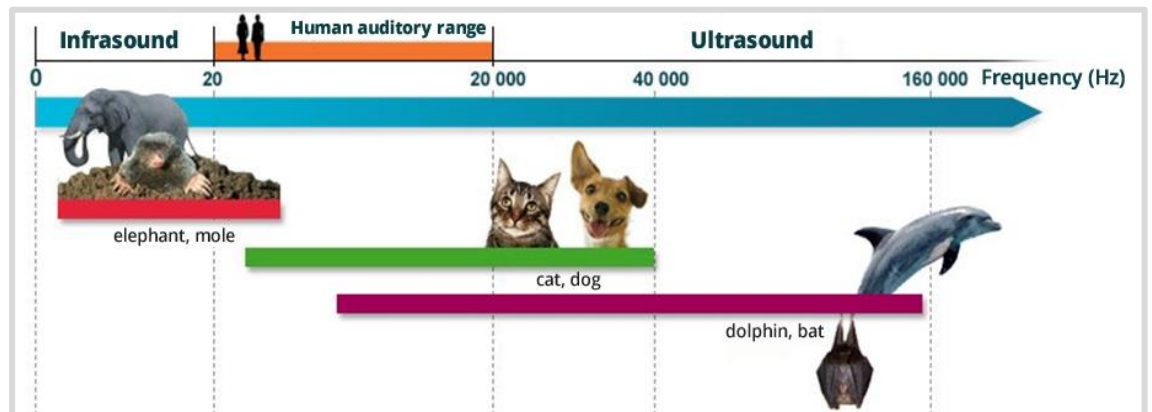 Infrasound
Human auditory range
Ultrasound
0 20 20 000 40 000 160 000 Frequency (Hz)
elephant, mole
cat, dog
dolphin, bat